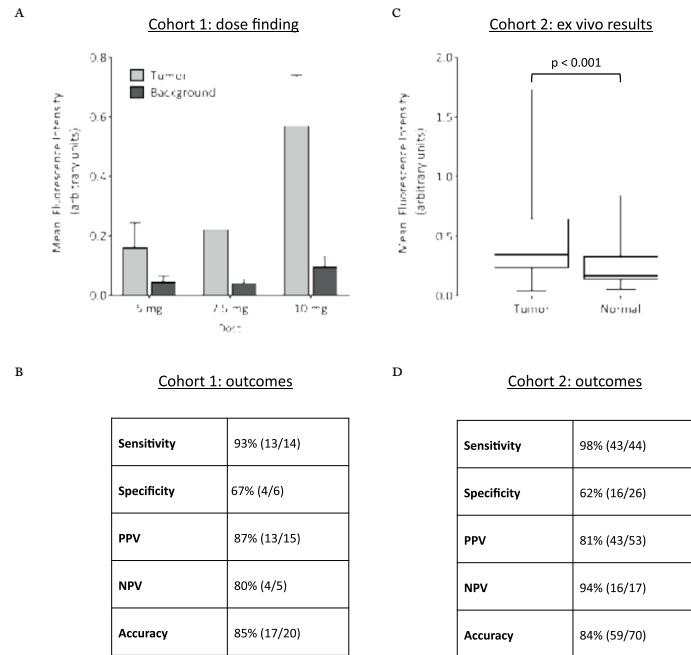 A
Cohort 1: dose finding
Mean Fluorescence Intensity
(arbitrary units)
0.8
0.6
0.4
0.2
0.0
Tumor
Background
5 mg
7.5 mg
10 mg
Dose
C
Cohort 2: ex vivo results
Mean Fluorescence Intensity
(arbitrary units)
2.0
1.5
1.0
0.5
0.0
p < 0.001
Tumor
Normal
B
Cohort 1: outcomes
Sensitivity 93% (13/14)
Specificity 67% (4/6)
PPV 87% (13/15)
NPV 80% (4/5)
Accuracy 85% (17/20)
D
Cohort 2: outcomes
Sensitivity 98% (43/44)
Specificity 62% (16/26)
PPV 81% (43/53)
NPV 94% (16/17)
Accuracy 84% (59/70)